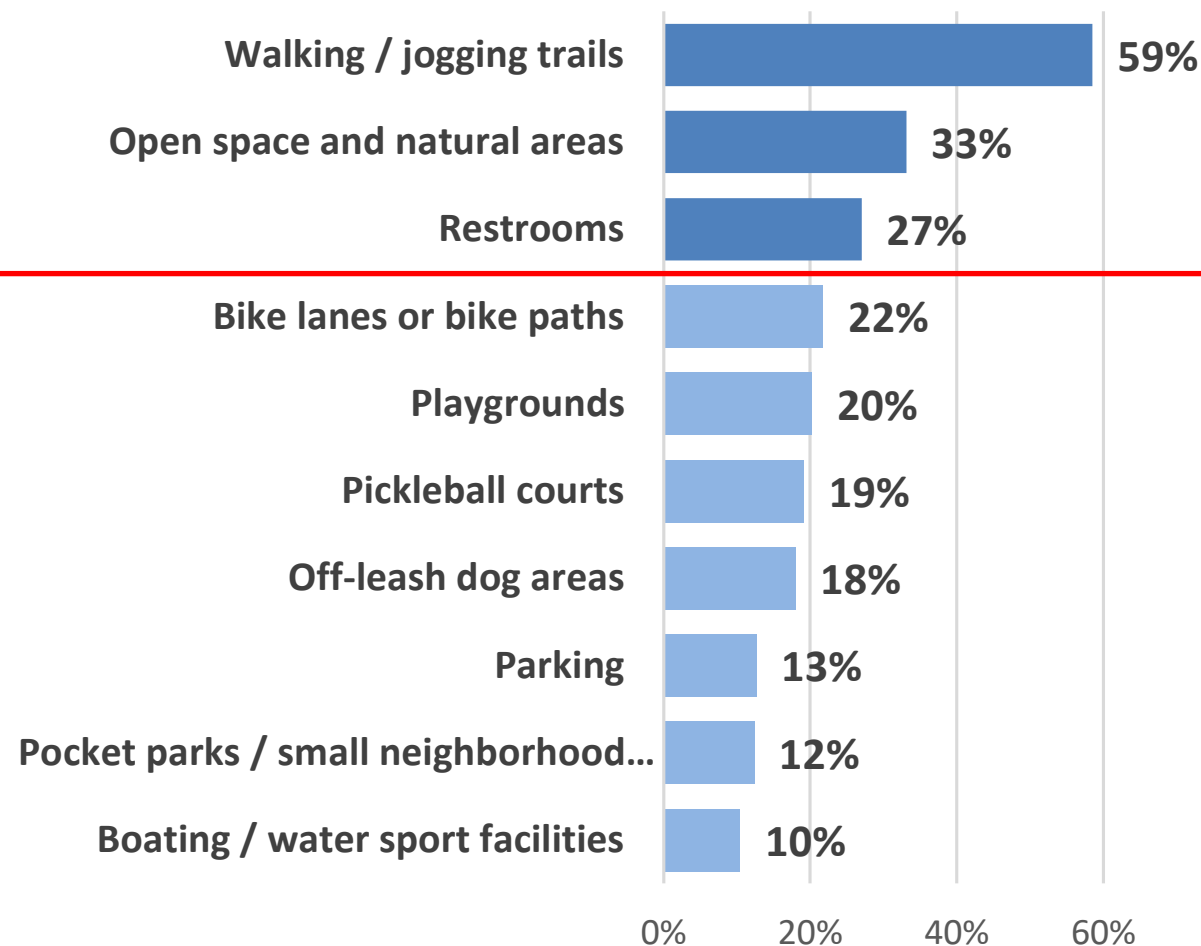 Walking / jogging trails 59%
Open space and natural areas 33%
Restrooms 27%
Bike lanes or bike paths 22%
Playgrounds 20%
Pickleball courts 19%
Off-leash dog areas 18%
Parking 13%
Pocket parks / small neighborhood... 12%
Boating / water sport facilities 10%
0% 20% 40% 60%